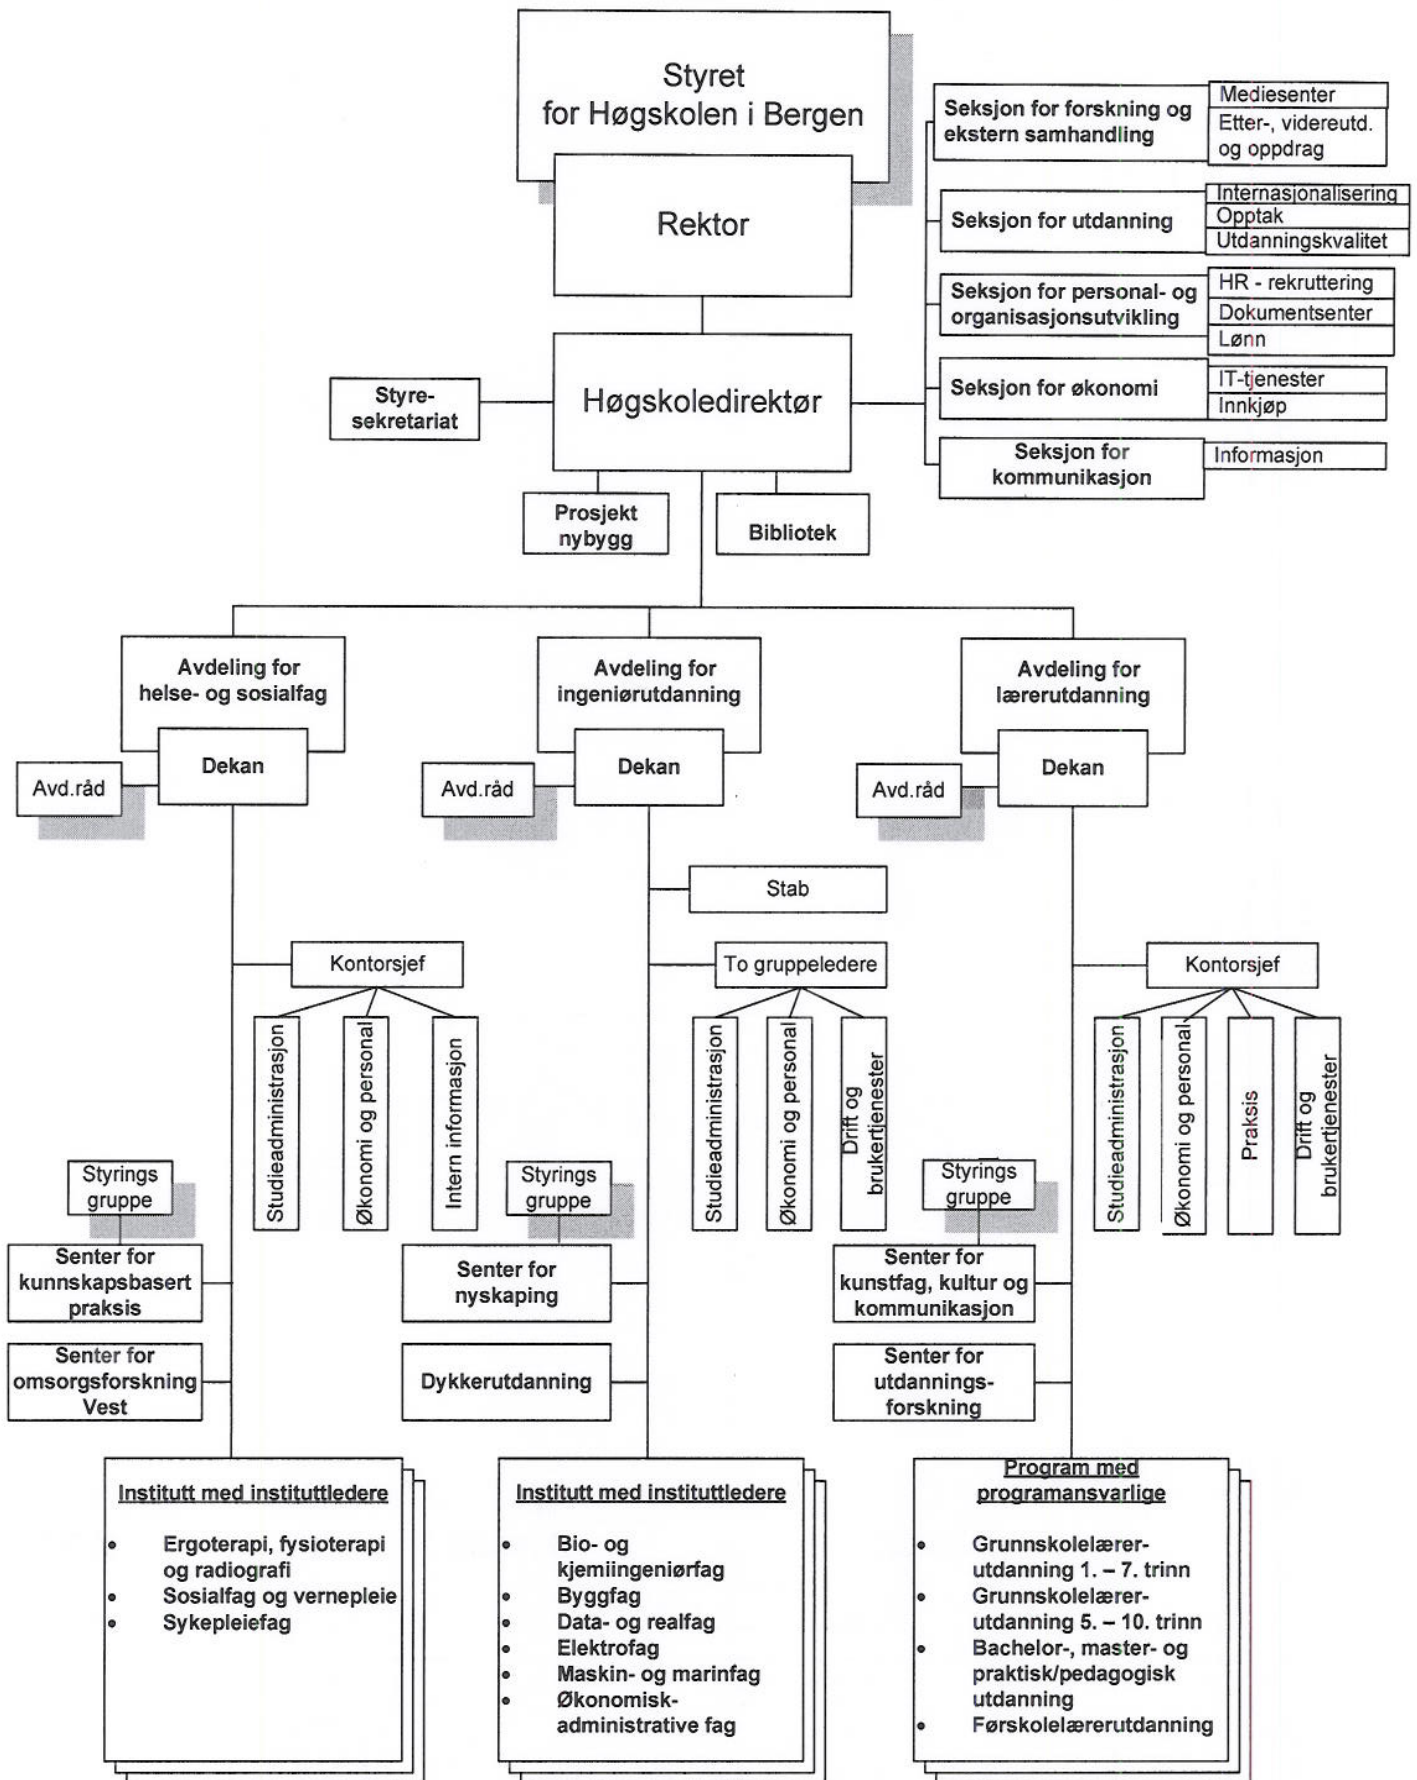 Styret
for Høgskolen i Bergen
Rektor
Høgskoledirektør
Styre-
sekretariat
Prosjekt
nybygg
Bibliotek
Seksjon for forskning og
ekstern samhandling
Mediesenter
Etter-, videreutd.
og oppdrag
Seksjon for utdanning
Internasjonalisering
Opptak
Utdanningskvalitet
Seksjon for personal- og
organisasjonsutvikling
HR - rekruttering
Dokumentsenter
Lønn
Seksjon for økonomi
IT-tjenester
Innkjøp
Seksjon for
kommunikasjon
Informasjon
Avdeling for
helse- og sosialfag
Dekan
Avd.råd
Kontorsjef
Studieadministrasjon
Økonomi og personal
Intern informasjon
Styrings
gruppe
Senter for
kunnskapsbasert
praksis
Senter for
omsorgsforskning
Vest
Institutt med instituttledere
• Ergoterapi, fysioterapi
og radiografi
• Sosialfag og vernepleie
• Sykepleiefag
Avdeling for
ingeniørutdanning
Dekan
Avd.råd
Stab
To gruppeledere
Studieadministrasjon
Økonomi og personal
Drift og
brukertjenester
Styrings
gruppe
Senter for
nyskaping
Dykkerutdanning
Institutt med instituttledere
• Bio- og
kjemiingeniørfag
• Byggfag
• Data- og realfag
• Elektrofag
• Maskin- og marinfag
• Økonomisk-
administrative fag
Avdeling for
lærerutdanning
Dekan
Avd.råd
Kontorsjef
Studieadministrasjon
Økonomi og personal
Praksis
Drift og
brukertjenester
Styrings
gruppe
Senter for
kunstfag, kultur og
kommunikasjon
Senter for
utdannings-
forskning
Program med
programansvarlige
• Grunnskolelærer-
utdanning 1. – 7. trinn
• Grunnskolelærer-
utdanning 5. – 10. trinn
• Bachelor-, master- og
praktisk/pedagogisk
utdanning
• Førskolelærerutdanning